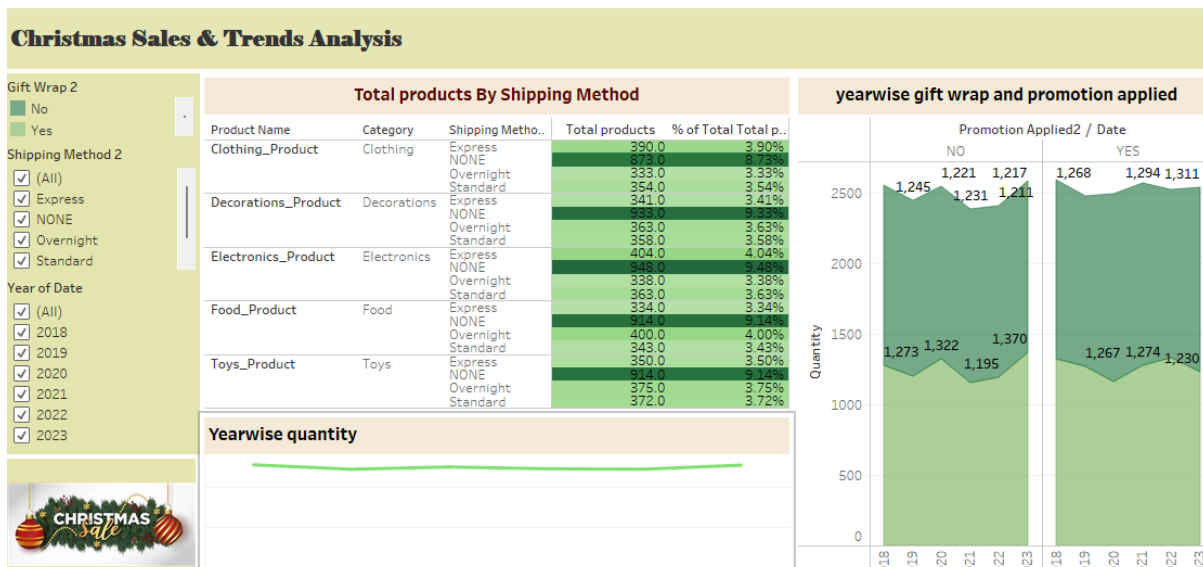 Christmas Sales & Trends Analysis
Gift Wrap 2
No
Yes
Shipping Method 2
(All)
Express
NONE
Overnight
Standard
Year of Date
(All)
2018
2019
2020
2021
2022
2023
CHRISTMAS
Sale
Total products By Shipping Method
Product Name Category Shipping Metho.. Total products % of Total Total p..
Clothing_Product Clothing Express 390.0 3.90%
NONE 873.0 8.73%
Overnight 333.0 3.33%
Standard 354.0 3.54%
Decorations_Product Decorations Express 341.0 3.41%
NONE 933.0 9.33%
Overnight 363.0 3.63%
Standard 358.0 3.58%
Electronics_Product Electronics Express 404.0 4.04%
NONE 948.0 9.48%
Overnight 338.0 3.38%
Standard 363.0 3.63%
Food_Product Food Express 334.0 3.34%
NONE 914.0 9.14%
Overnight 400.0 4.00%
Standard 343.0 3.43%
Toys_Product Toys Express 350.0 3.50%
NONE 914.0 9.14%
Overnight 375.0 3.75%
Standard 372.0 3.72%
Yearwise quantity
yearwise gift wrap and promotion applied
Promotion Applied2 / Date
NO YES
1,245 1,221 1,231 1,217 1,211 1,268 1,294 1,311
2500
2000
1500
1,273 1,322 1,195 1,370 1,267 1,274 1,230
1000
500
0
Quantity